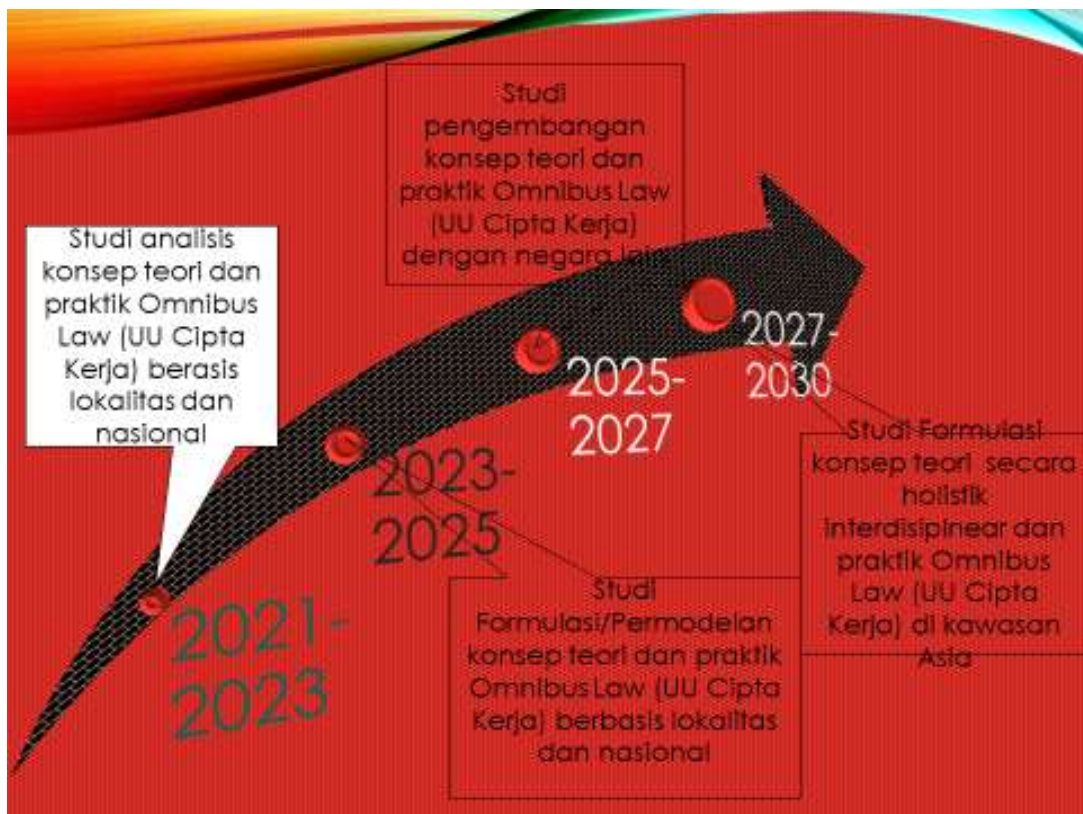 Studi
pengembangan
konsep teori dan
praktik Omnibus Law
(UU Cipta Kerja)
dengan negara lain
Studi analisis
konsep teori dan
praktik Omnibus
Law (UU Cipta
Kerja) berasis
lokalitas dan
nasional
2027-
2030
2025-
2027
2023-
2025
2021-
2023
Studi Formulasi
konsep teori secara
holistik
interdisipinear dan
praktik Omnibus
Law (UU Cipta
Kerja) di kawasan
Asia
Studi
Formulasi/Permodelan
konsep teori dan praktik
Omnibus Law (UU Cipta
Kerja) berbasis lokalitas
dan nasional